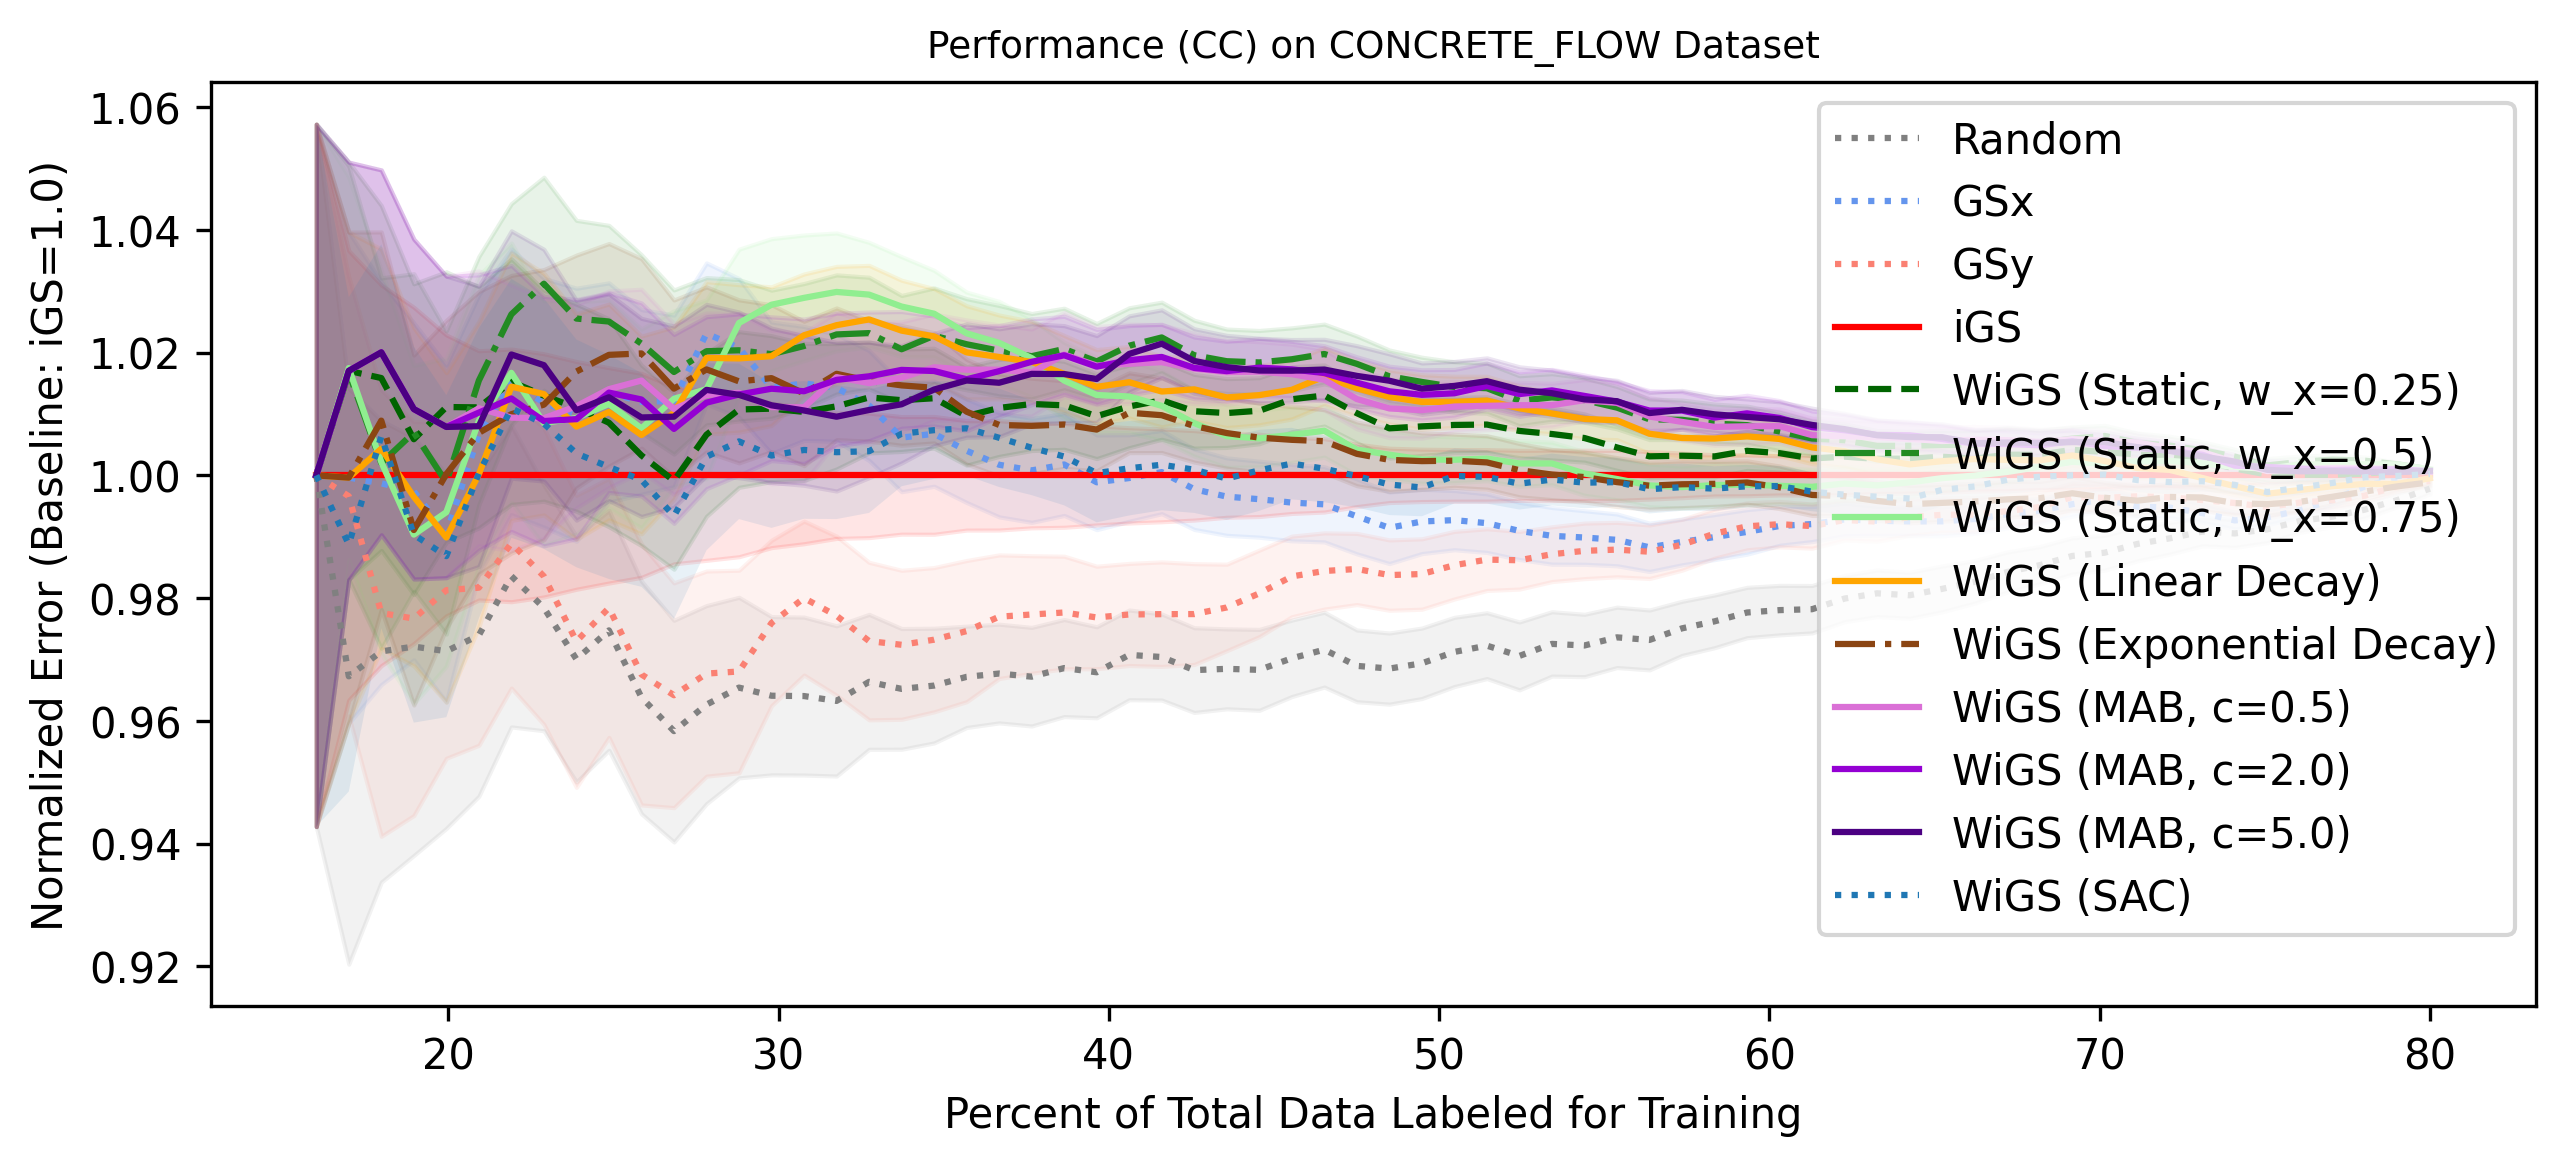 Performance (CC) on CONCRETE_FLOW Dataset
Normalized Error (Baseline: iGS=1.0)
1.06
1.04
1.02
1.00
0.98
0.96
0.94
0.92
Random
GSx
GSy
iGS
WiGS (Static, w_x=0.25)
WiGS (Static, w_x=0.5)
WiGS (Static, w_x=0.75)
WiGS (Linear Decay)
WiGS (Exponential Decay)
WiGS (MAB, c=0.5)
WiGS (MAB, c=2.0)
WiGS (MAB, c=5.0)
WiGS (SAC)
20 30 40 50 60 70 80
Percent of Total Data Labeled for Training